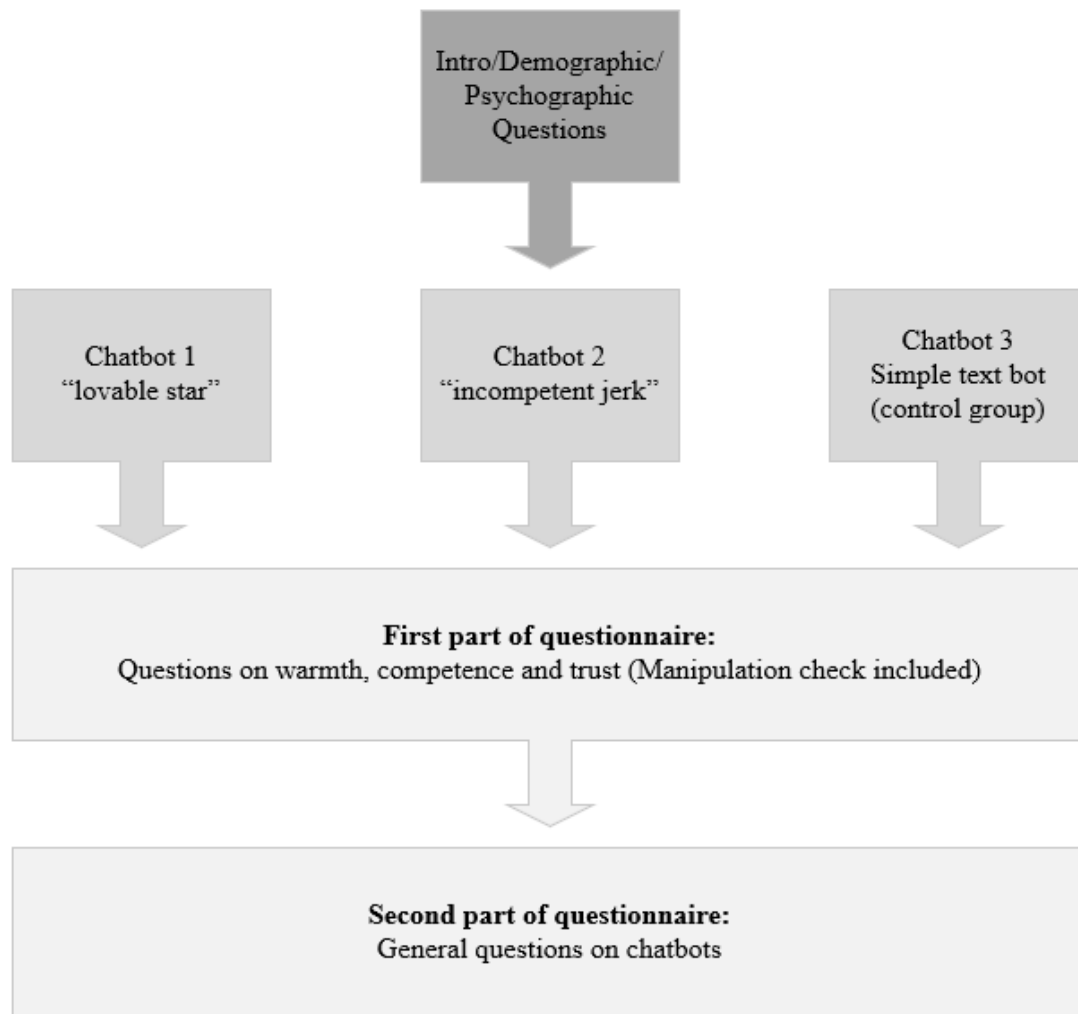 Intro/Demographic/
Psychographic
Questions
Chatbot 1
“lovable star”
Chatbot 2
“incompetent jerk”
Chatbot 3
Simple text bot
(control group)
First part of questionnaire:
Questions on warmth, competence and trust (Manipulation check included)
Second part of questionnaire:
General questions on chatbots